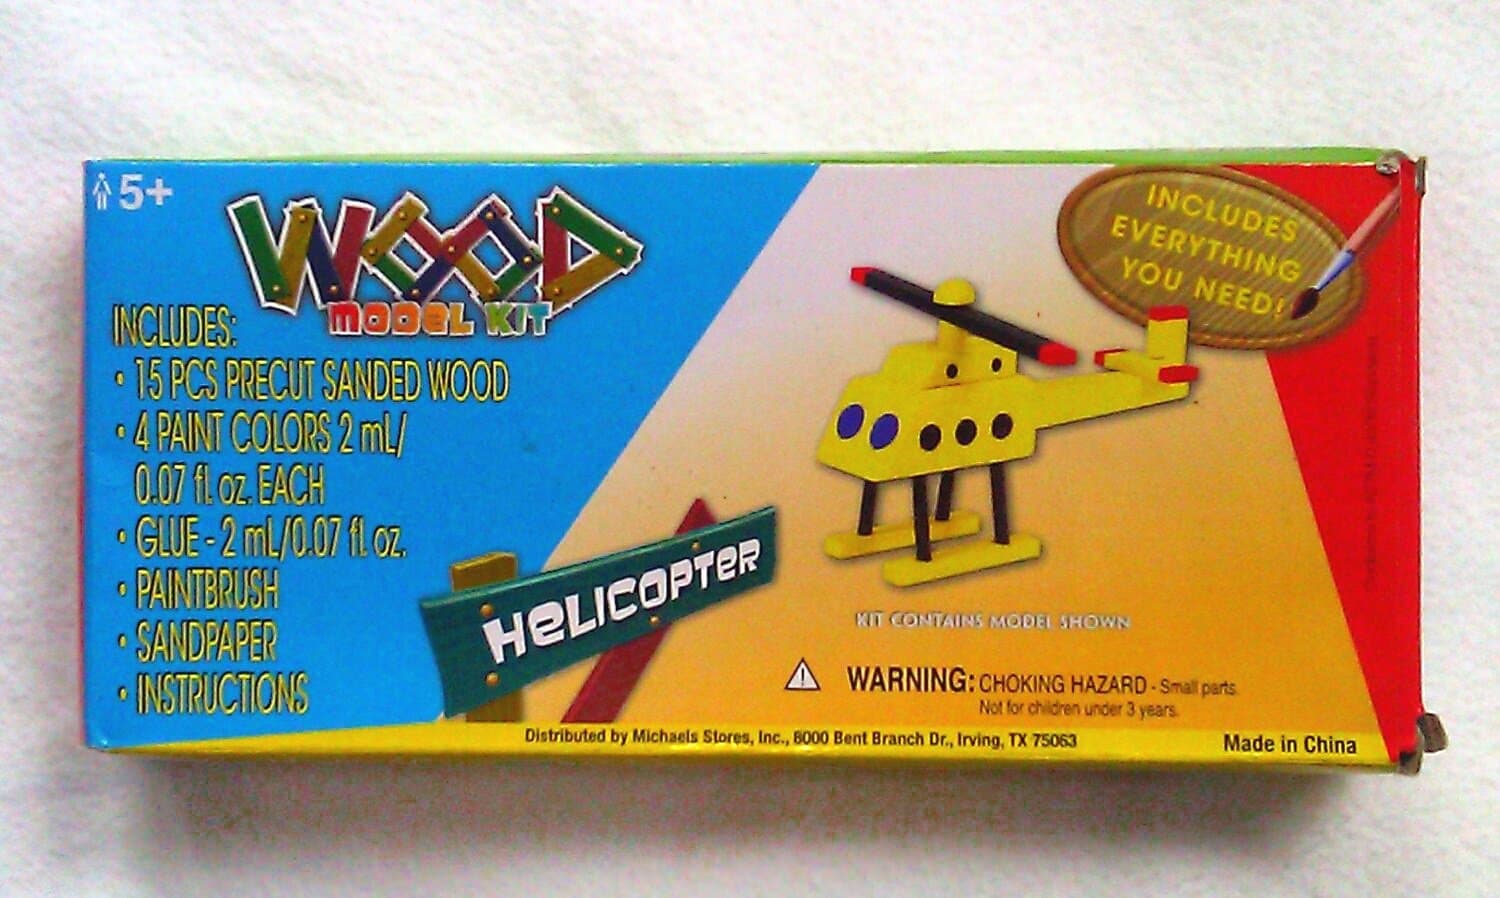 5+
WOOD
MODEL KIT
INCLUDES:
• 15 PCS PRECUT SANDED WOOD
• 4 PAINT COLORS 2 mL/
0.07 fl. oz. EACH
• GLUE - 2 mL/0.07 fl. oz.
• PAINTBRUSH
• SANDPAPER
• INSTRUCTIONS
HELICOPTER
INCLUDES
EVERYTHING
YOU NEED!
KIT CONTAINS MODEL SHOWN
WARNING: CHOKING HAZARD - Small parts.
Not for children under 3 years.
Distributed by Michaels Stores, Inc., 8000 Bent Branch Dr., Irving, TX 75063
Made in China